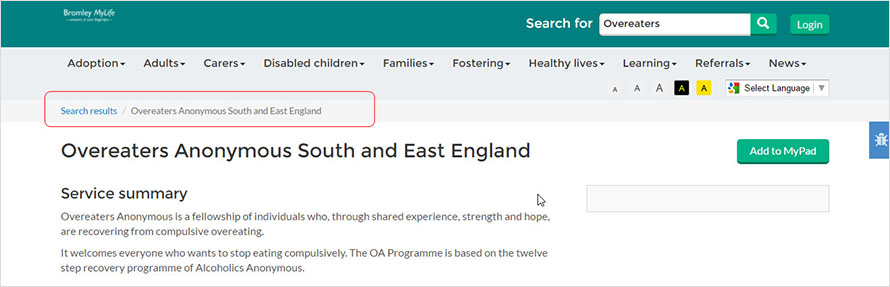 Bromley MyLife
— answers at your fingertips —
Search for Overeaters Login
Adoption Adults Carers Disabled children Families Fostering Healthy lives Learning Referrals News
A A A A A Select Language
Search results / Overeaters Anonymous South and East England
Overeaters Anonymous South and East England
Add to MyPad
Service summary
Overeaters Anonymous is a fellowship of individuals who, through shared experience, strength and hope,
are recovering from compulsive overeating.
It welcomes everyone who wants to stop eating compulsively. The OA Programme is based on the twelve
step recovery programme of Alcoholics Anonymous.